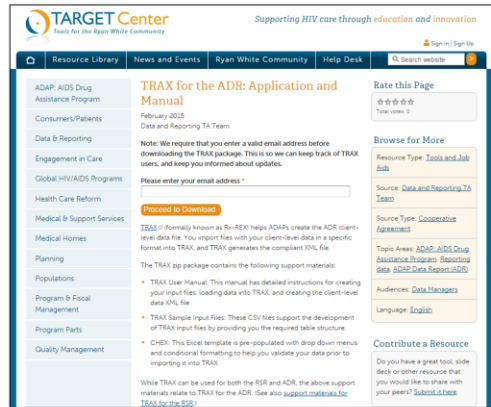 TARGET Center
Tools for the Ryan White Community
Supporting HIV care through education and innovation
Sign In | Sign Up
Resource Library
News and Events
Ryan White Community
Help Desk
Search website
ADAP: AIDS Drug
Assistance Program
Consumers/Patients
Data & Reporting
Engagement in Care
Global HIV/AIDS Programs
Health Care Reform
Medical & Support Services
Medical Homes
Planning
Populations
Program & Fiscal
Management
Program Parts
Quality Management
TRAX for the ADR: Application and
Manual
February 2015
Data and Reporting TA Team
Note: We require that you enter a valid email address before
downloading the TRAX package. This is so we can keep track of TRAX
users, and keep you informed about updates.
Please enter your email address *
Proceed to Download
TRAX (formally known as Rx-REX) helps ADAPs create the ADR client-
level data file. You import files with your client-level data in a specific
format into TRAX, and TRAX generates the compliant XML file.
The TRAX zip package contains the following support materials:
• TRAX User Manual: This manual has detailed instructions for creating
your input files, loading data into TRAX, and creating the client-level
data XML file
• TRAX Sample Input Files: These CSV files support the development
of TRAX input files by providing you the required table structure.
• CHEX: This Excel template is pre-populated with drop down menus
and conditional formatting to help you validate your data prior to
importing it into TRAX
While TRAX can be used for both the RSR and ADR, the above support
materials relate to TRAX for the ADR. (See also support materials for
TRAX for the RSR.)
Rate this Page
Total votes: 0
Browse for More
Resource Type: Tools and Job
Aids
Source: Data and Reporting TA
Team
Source Type: Cooperative
Agreement
Topic Areas: ADAP: AIDS Drug
Assistance Program, Reporting
data, ADAP Data Report (ADR)
Audiences: Data Managers
Language: English
Contribute a Resource
Do you have a great tool, slide
deck or other resource that
you would like to share with
your peers? Submit it here.